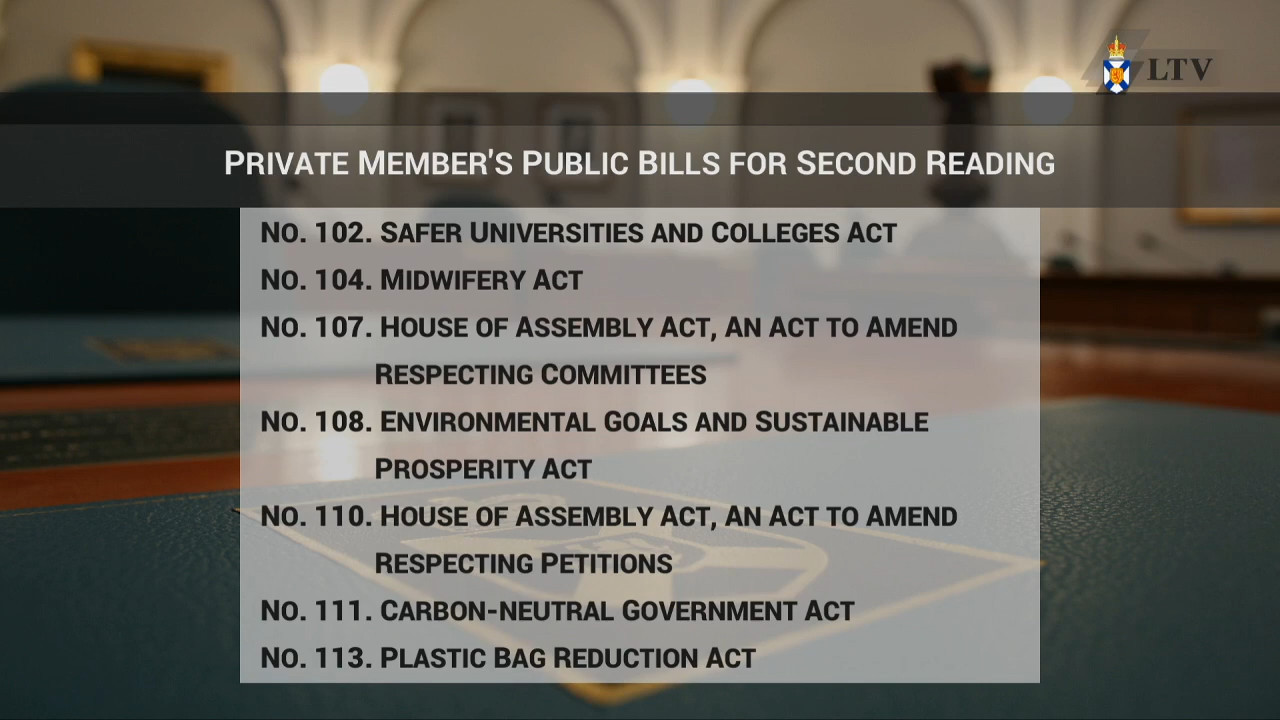 LTV
PRIVATE MEMBER'S PUBLIC BILLS FOR SECOND READING
NO. 102. SAFER UNIVERSITIES AND COLLEGES ACT
NO. 104. MIDWIFERY ACT
NO. 107. HOUSE OF ASSEMBLY ACT, AN ACT TO AMEND
RESPECTING COMMITTEES
NO. 108. ENVIRONMENTAL GOALS AND SUSTAINABLE
PROSPERITY ACT
NO. 110. HOUSE OF ASSEMBLY ACT, AN ACT TO AMEND
RESPECTING PETITIONS
NO. 111. CARBON-NEUTRAL GOVERNMENT ACT
NO. 113. PLASTIC BAG REDUCTION ACT